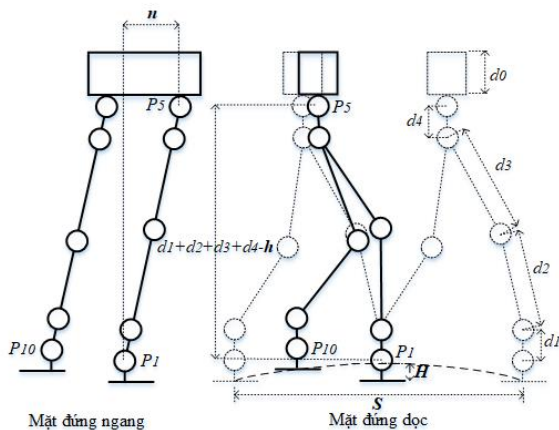 n
P5
P5
d0
d4
d3
d1+d2+d3+d4-h
d2
P10
P1
P10
P1
H
d1
S
Mặt đứng ngang
Mặt đứng dọc